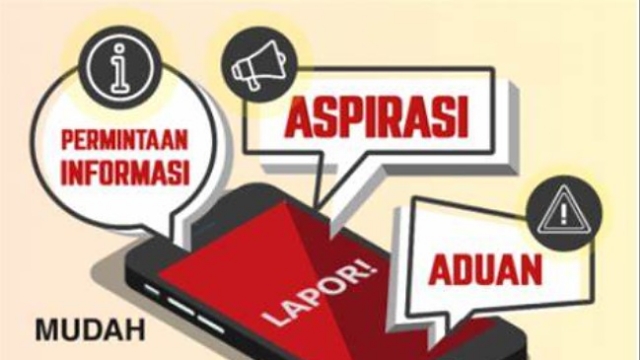 PERMINTAAN
INFORMASI
ASPIRASI
ADUAN
LAPOR!
MUDAH